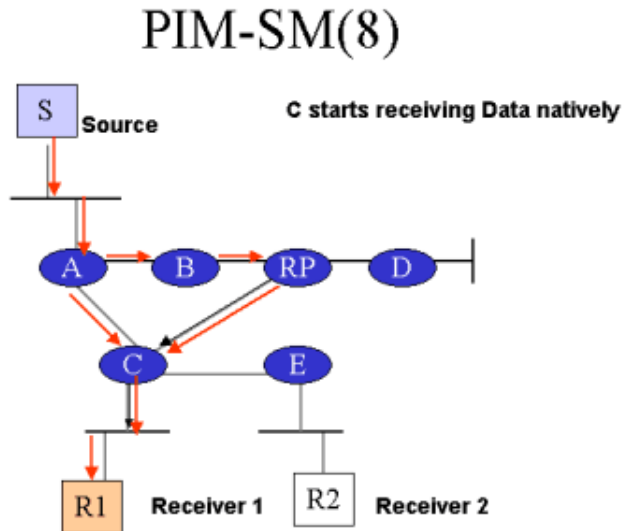 PIM-SM(8)
S
Source
C starts receiving Data natively
A
B
RP
D
C
E
R1
Receiver 1
R2
Receiver 2